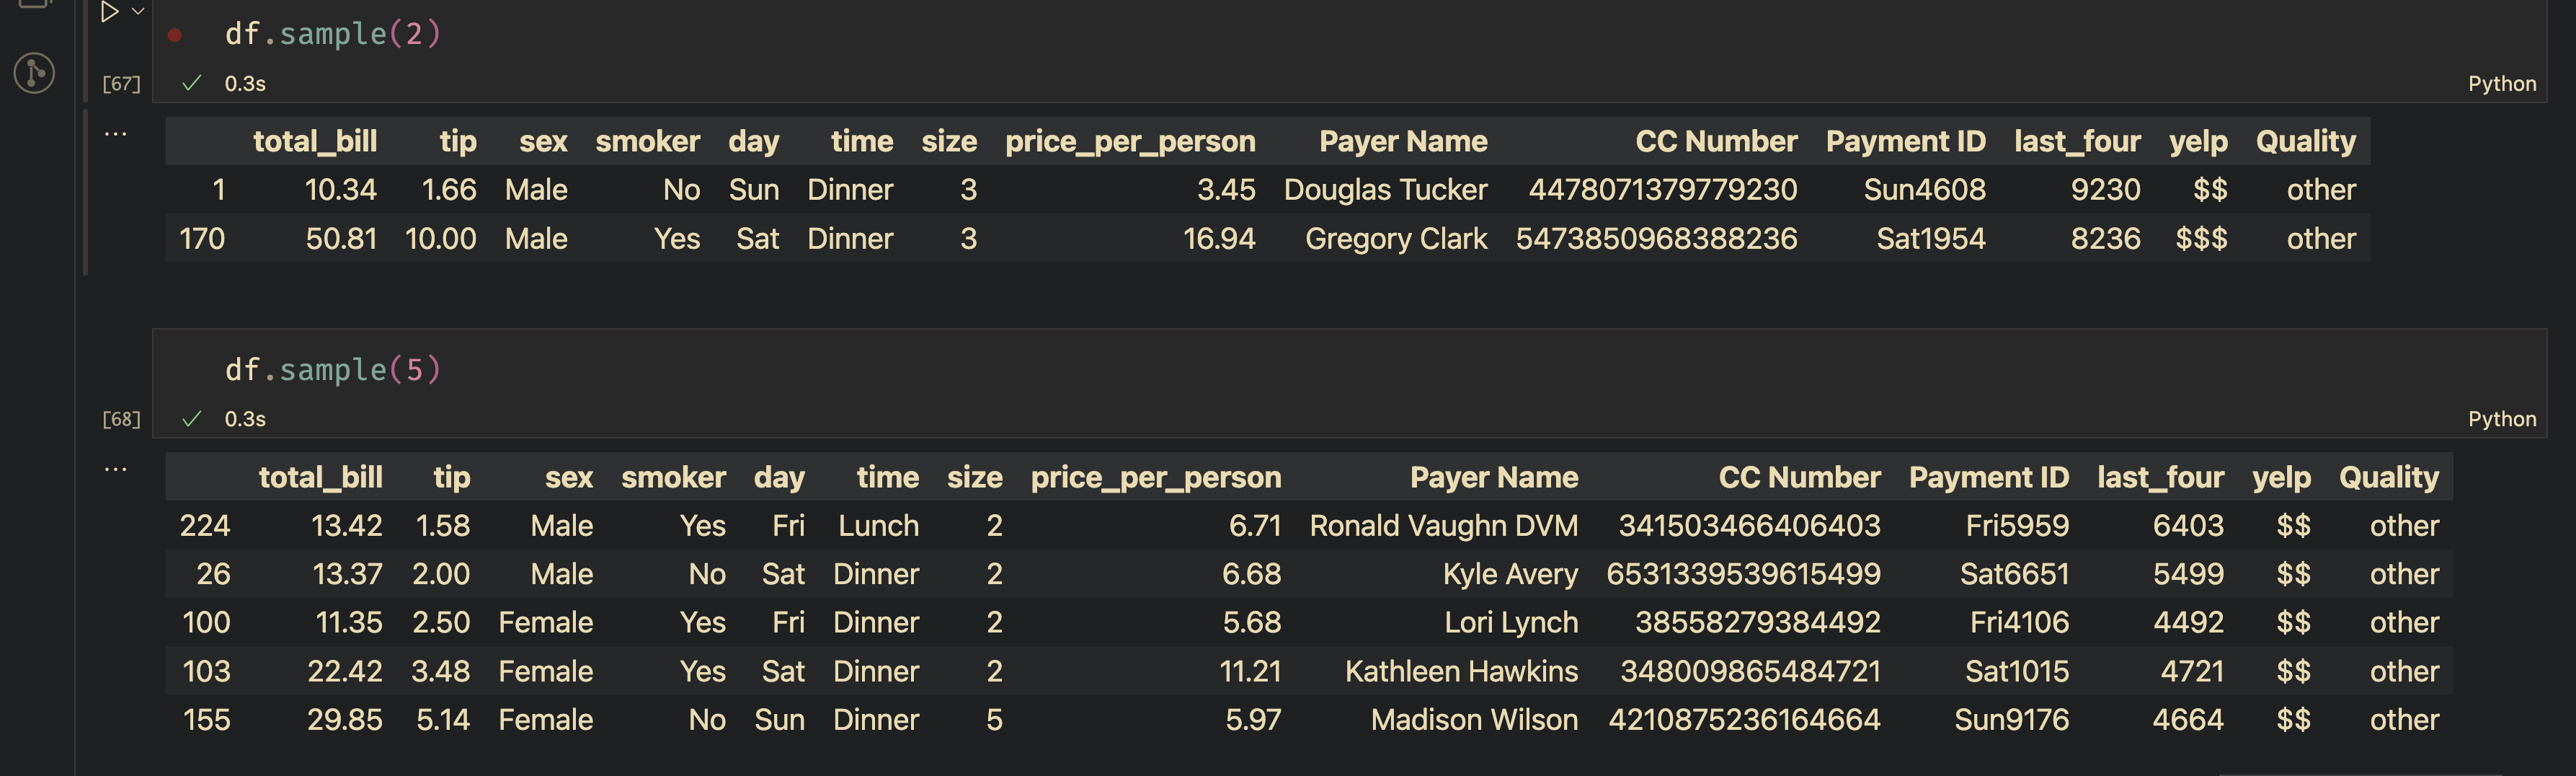 df.sample(2)
[67] 0.3s Python
total_bill tip sex smoker day time size price_per_person Payer Name CC Number Payment ID last_four yelp Quality
1 10.34 1.66 Male No Sun Dinner 3 3.45 Douglas Tucker 4478071379779230 Sun4608 9230 $$ other
170 50.81 10.00 Male Yes Sat Dinner 3 16.94 Gregory Clark 5473850968388236 Sat1954 8236 $$$ other
df.sample(5)
[68] 0.3s Python
total_bill tip sex smoker day time size price_per_person Payer Name CC Number Payment ID last_four yelp Quality
224 13.42 1.58 Male Yes Fri Lunch 2 6.71 Ronald Vaughn DVM 341503466406403 Fri5959 6403 $$ other
26 13.37 2.00 Male No Sat Dinner 2 6.68 Kyle Avery 6531339539615499 Sat6651 5499 $$ other
100 11.35 2.50 Female Yes Fri Dinner 2 5.68 Lori Lynch 38558279384492 Fri4106 4492 $$ other
103 22.42 3.48 Female Yes Sat Dinner 2 11.21 Kathleen Hawkins 348009865484721 Sat1015 4721 $$ other
155 29.85 5.14 Female No Sun Dinner 5 5.97 Madison Wilson 4210875236164664 Sun9176 4664 $$ other